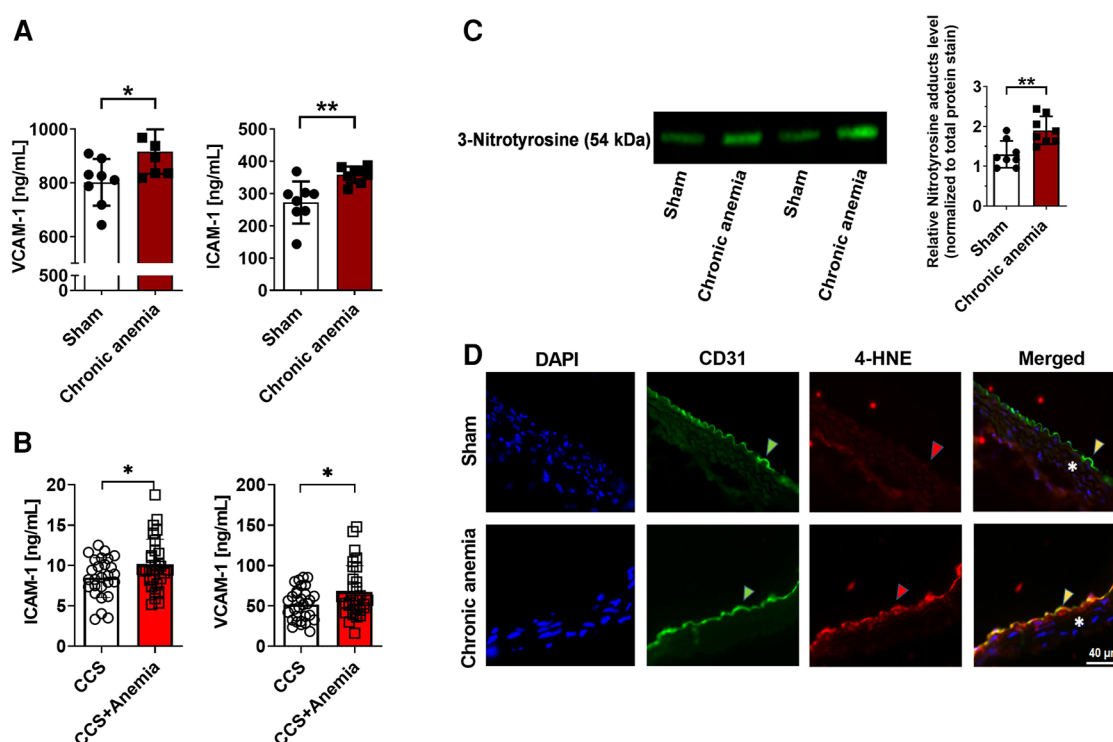 A
*
1000
800
600
500
0
VCAM-1 [ng/mL]
Sham
Chronic anemia
**
500
400
300
200
100
0
ICAM-1 [ng/mL]
Sham
Chronic anemia
B
*
20
15
10
5
0
ICAM-1 [ng/mL]
CCS
CCS+Anemia
*
200
150
100
50
0
VCAM-1 [ng/mL]
CCS
CCS+Anemia
C
3-Nitrotyrosine (54 kDa)
Sham
Chronic anemia
Sham
Chronic anemia
Relative Nitrotyrosine adducts level
(normalized to total protein stain)
**
3
2
1
0
Sham
Chronic anemia
D
DAPI
CD31
4-HNE
Merged
Sham
*
Chronic anemia
*
40 µm